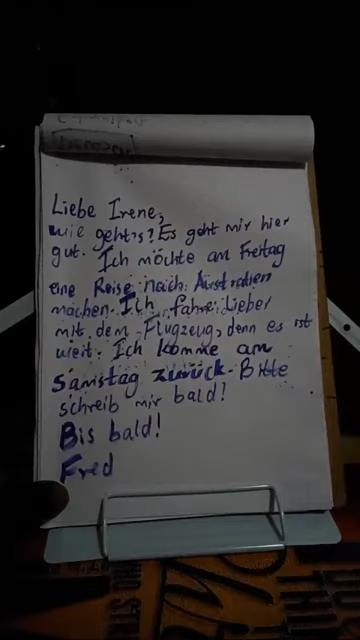 Liebe Irene,
wie geht's? Es geht mir hier
gut. Ich möchte am Freitag
eine Reise nach Australien
machen. Ich fahre lieber
mit dem Flugzeug, denn es ist
weit. Ich komme am
Samstag zurück. Bitte
schreib mir bald!
Bis bald!
Fred